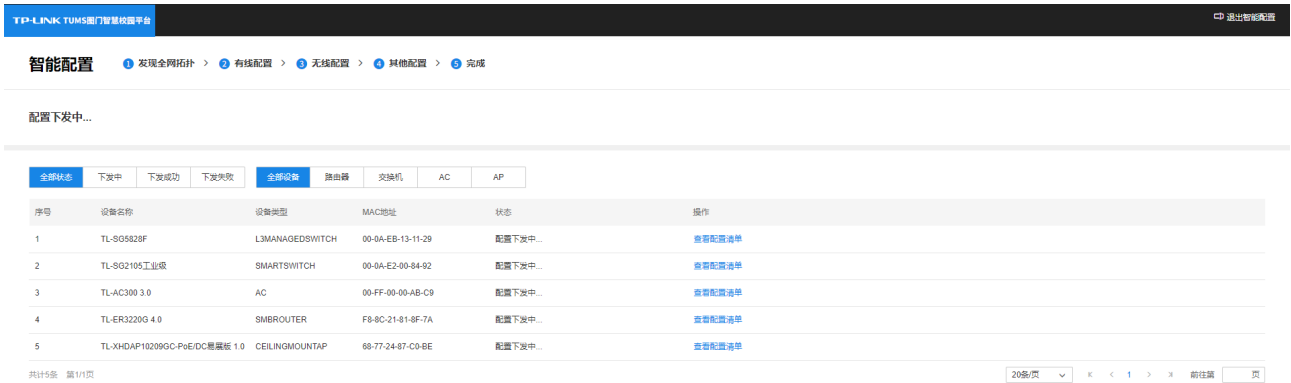 TP-LINK TUMS图门智慧校园平台 退出智能配置
智能配置 1 发现全网拓扑 > 2 有线配置 > 3 无线配置 > 4 其他配置 > 5 完成
配置下发中...
全部状态 下发中 下发成功 下发失败 全部设备 路由器 交换机 AC AP
序号 设备名称 设备类型 MAC地址 状态 操作
1 TL-SG5828F L3MANAGEDSWITCH 00-0A-EB-13-11-29 配置下发中... 查看配置清单
2 TL-SG2105工业级 SMARTSWITCH 00-0A-E2-00-84-92 配置下发中... 查看配置清单
3 TL-AC300 3.0 AC 00-FF-00-00-AB-C9 配置下发中... 查看配置清单
4 TL-ER3220G 4.0 SMBROUTER F8-8C-21-81-8F-7A 配置下发中... 查看配置清单
5 TL-XHDAP10209GC-PoE/DC易展版 1.0 CEILINGMOUNTAP 68-77-24-87-C0-BE 配置下发中... 查看配置清单
共计5条 第1/1页 20条/页 K < 1 > 前往第 页